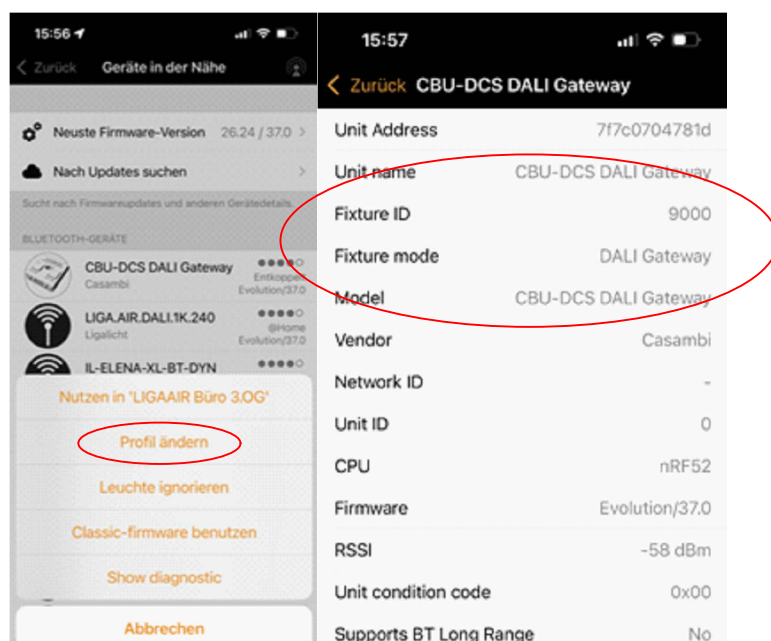 15:56
Zurück Geräte in der Nähe
Neuste Firmware-Version 26.24 / 37.0
Nach Updates suchen
Sucht nach Firmwareupdates und anderen Gerätedetails.
BLUETOOTH-GERÄTE
CBU-DCS DALI Gateway
Casambi
Entkoppelt
Evolution/37.0
LIGA.AIR.DALI.1K.240
Ligalicht
@Home
Evolution/37.0
IL-ELENA-XL-BT-DYN
Nutzen in "LIGAAIR Büro 3.OG"
Profil ändern
Leuchte ignorieren
Classic-firmware benutzen
Show diagnostic
Abbrechen
15:57
Zurück CBU-DCS DALI Gateway
Unit Address 7f7c0704781d
Unit name CBU-DCS DALI Gateway
Fixture ID 9000
Fixture mode DALI Gateway
Model CBU-DCS DALI Gateway
Vendor Casambi
Network ID -
Unit ID 0
CPU nRF52
Firmware Evolution/37.0
RSSI -58 dBm
Unit condition code 0x00
Supports BT Long Range No